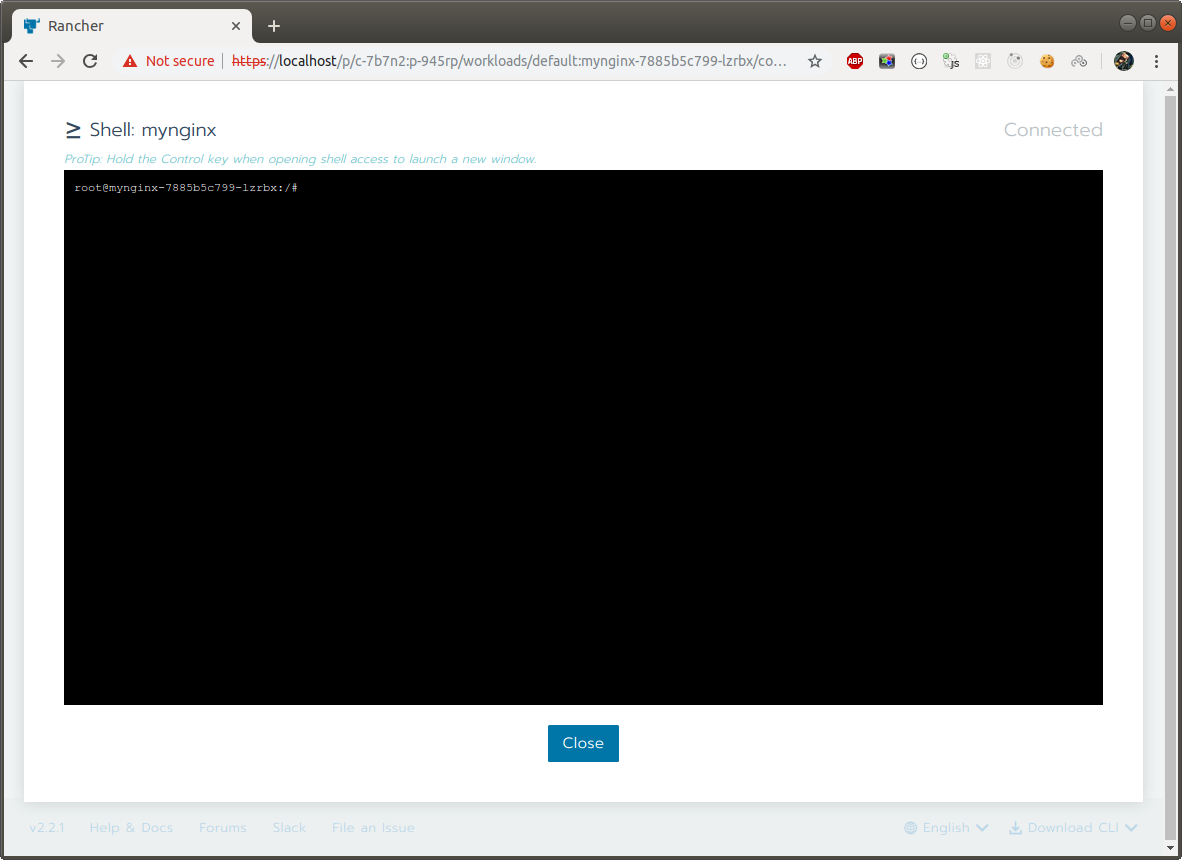 Rancher
Not secure https://localhost/p/c-7b7n2:p-945rp/workloads/default:mynginx-7885b5c799-lzrbx/co...
ABP
js
≥ Shell: mynginx
Connected
ProTip: Hold the Control key when opening shell access to launch a new window.
root@mynginx-7885b5c799-lzrbx:/#
Close
v2.2.1 Help & Docs Forums Slack File an Issue English Download CLI